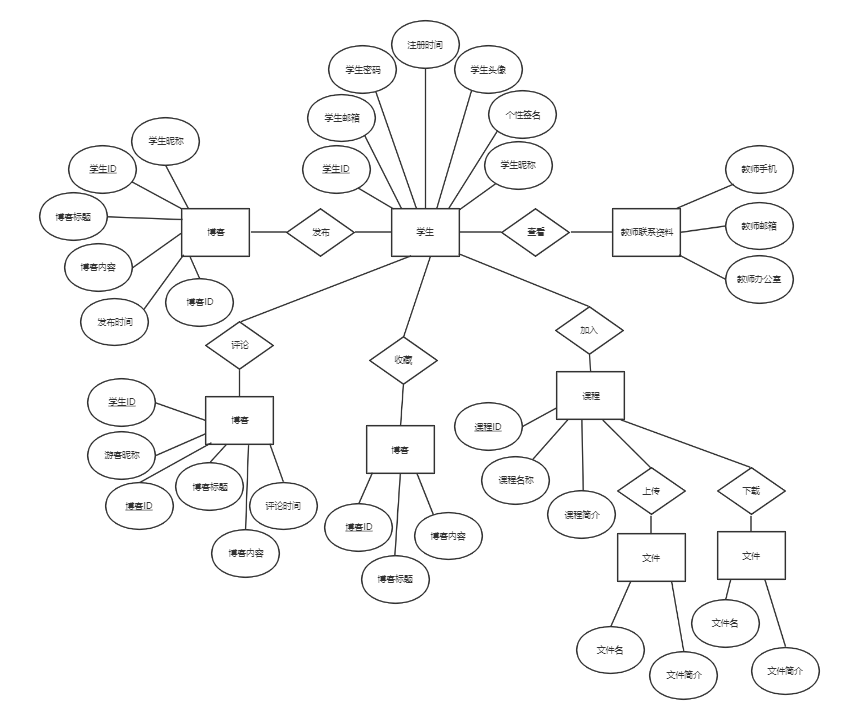 注册时间
学生密码
学生头像
学生邮箱
个性签名
学生昵称
学生ID
学生ID
学生昵称
教师手机
博客标题
博客
发布
学生
查看
教师联系资料
教师邮箱
博客内容
教师办公室
发布时间
博客ID
评论
收藏
加入
学生ID
博客
课程
游客昵称
课程ID
博客
博客ID
博客标题
评论时间
课程名称
上传
下载
博客ID
博客内容
课程简介
博客内容
博客标题
文件
文件
文件名
文件名
文件简介
文件简介